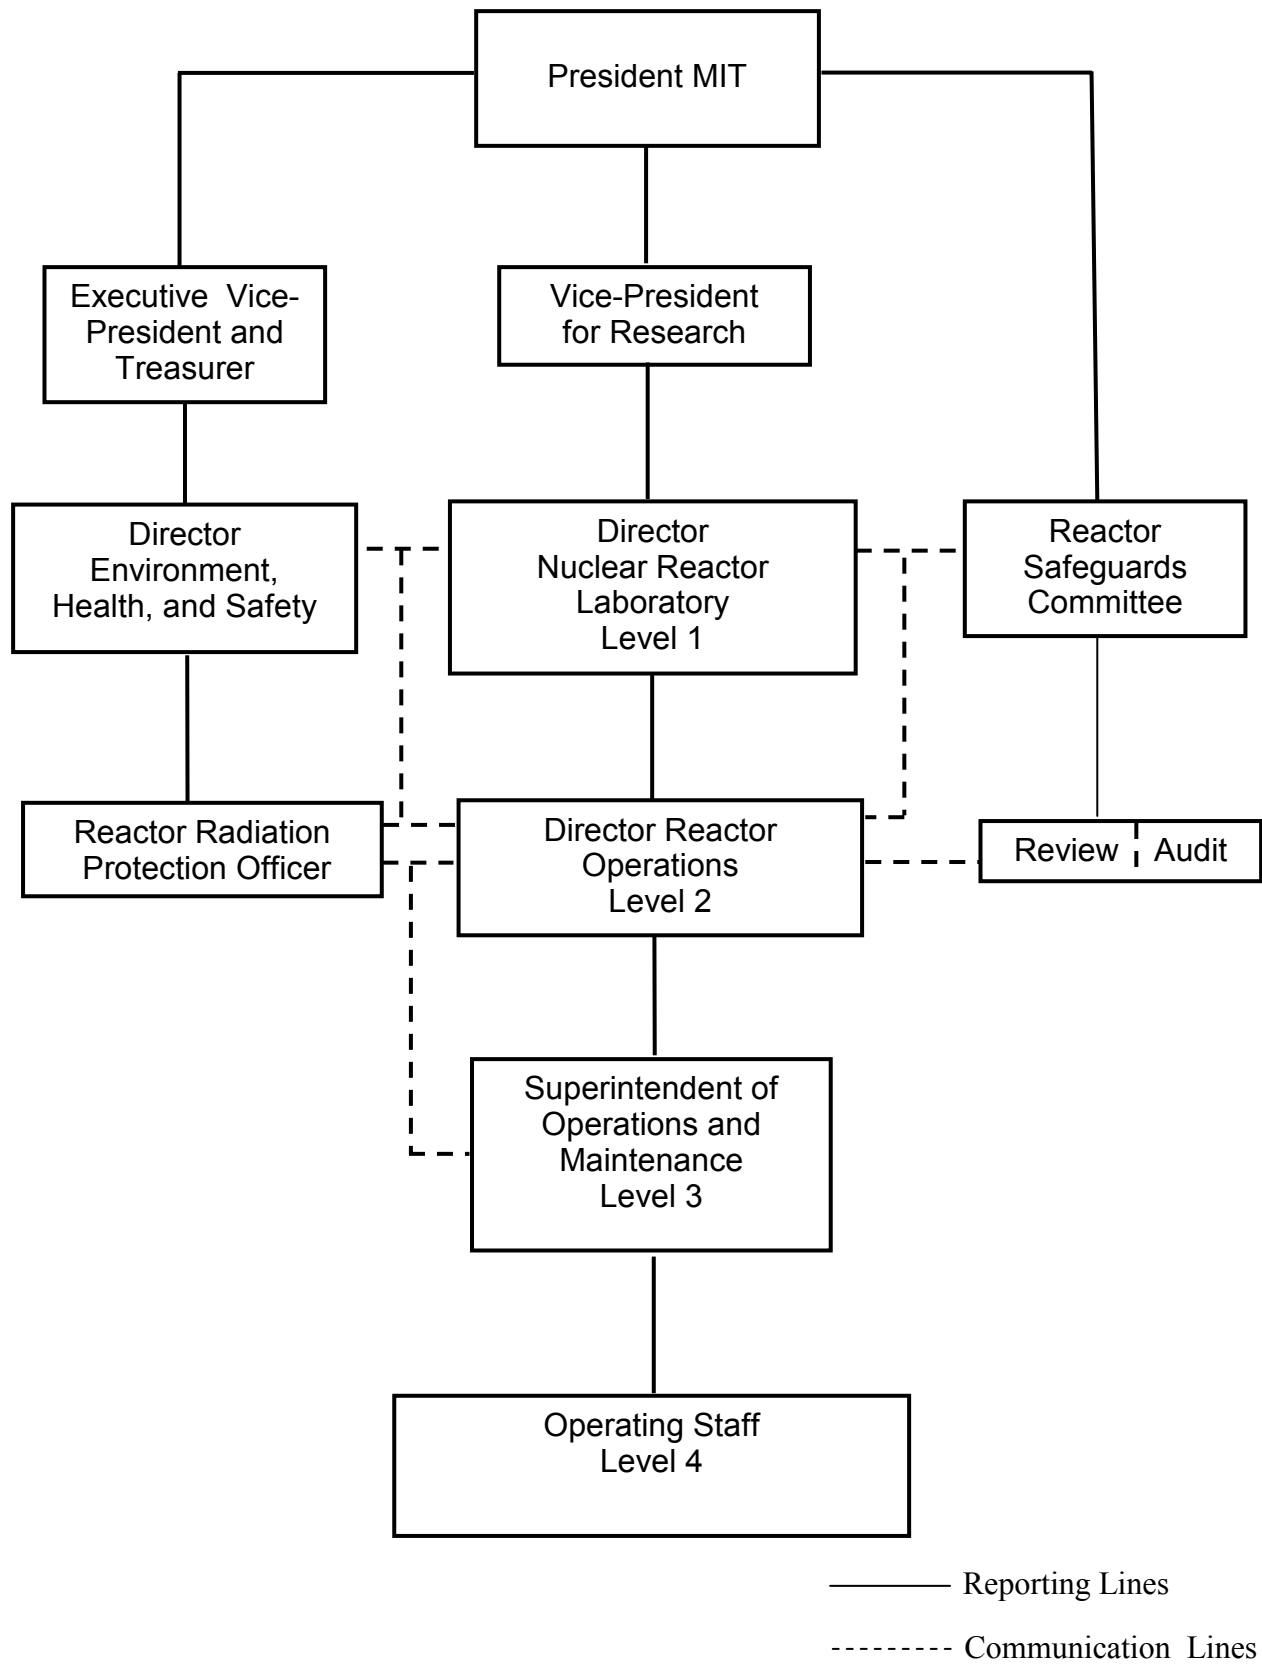 President MIT
Executive Vice-
President and
Treasurer
Vice-President
for Research
Director
Environment,
Health, and Safety
Director
Nuclear Reactor
Laboratory
Level 1
Reactor
Safeguards
Committee
Reactor Radiation
Protection Officer
Director Reactor
Operations
Level 2
Review Audit
Superintendent of
Operations and
Maintenance
Level 3
Operating Staff
Level 4
Reporting Lines
Communication Lines